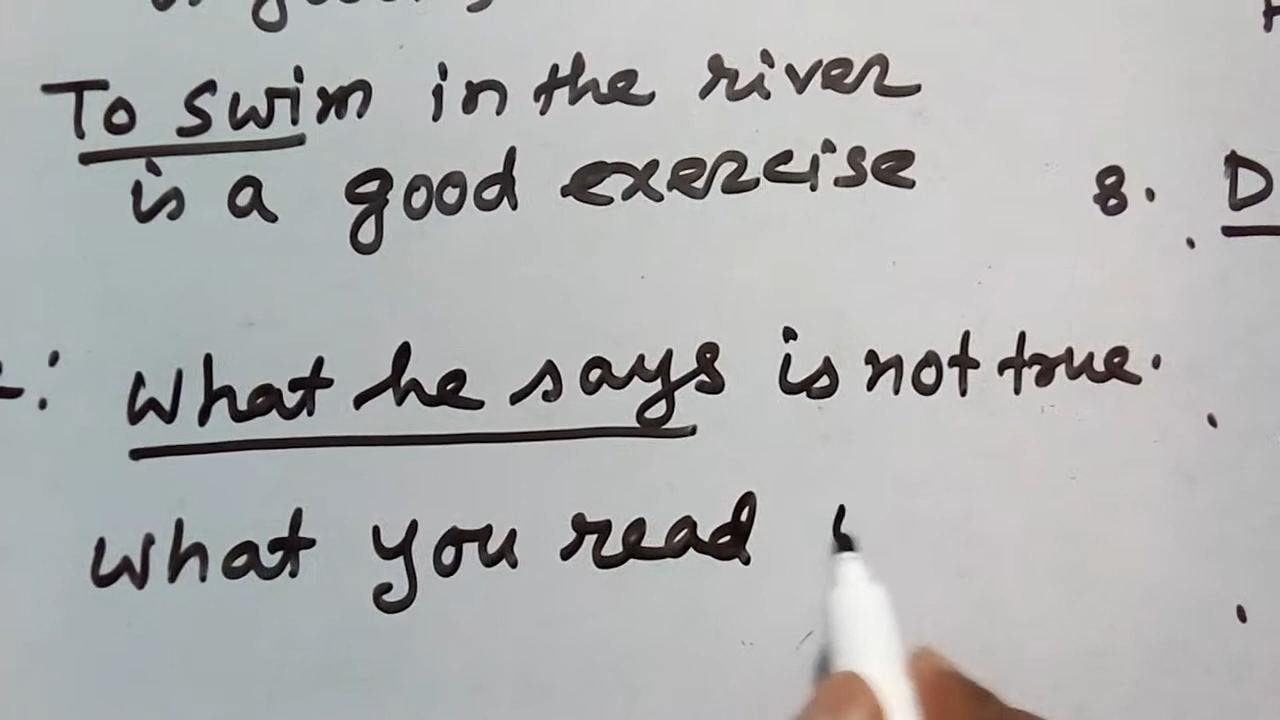 To swim in the river
is a good exercise
8. D
: What he says is not true.
What you read